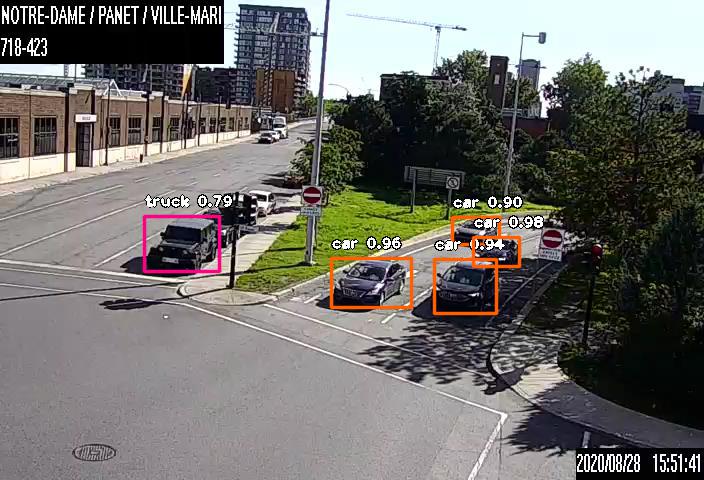 NOTRE-DAME / PANET / VILLE-MARI
718-423
truck 0.79
car 0.90
car 0.98
car 0.96
car 0.94
2020/08/28 15:51:41